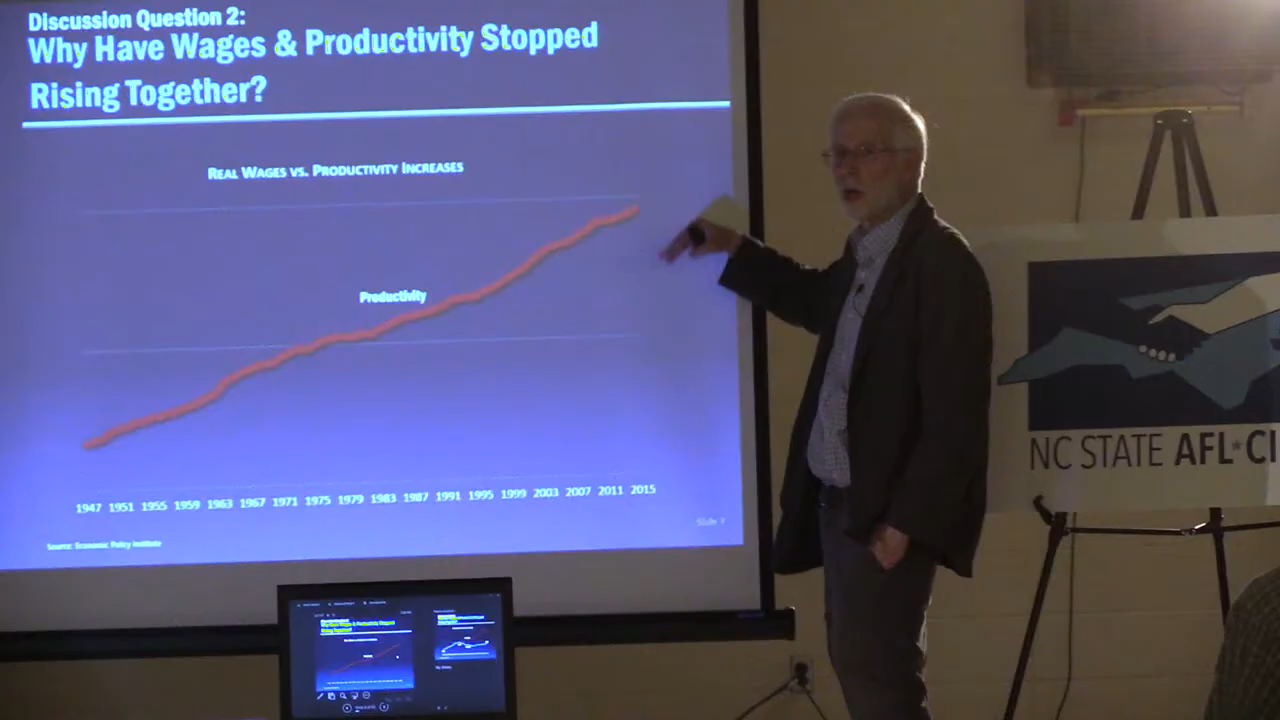 Discussion Question 2:
Why Have Wages & Productivity Stopped
Rising Together?
REAL WAGES VS. PRODUCTIVITY INCREASES
Productivity
1947 1951 1955 1959 1963 1967 1971 1975 1979 1983 1987 1991 1995 1999 2003 2007 2011 2015
Slide 7
Source: Economic Policy Institute
NC STATE AFL★CI